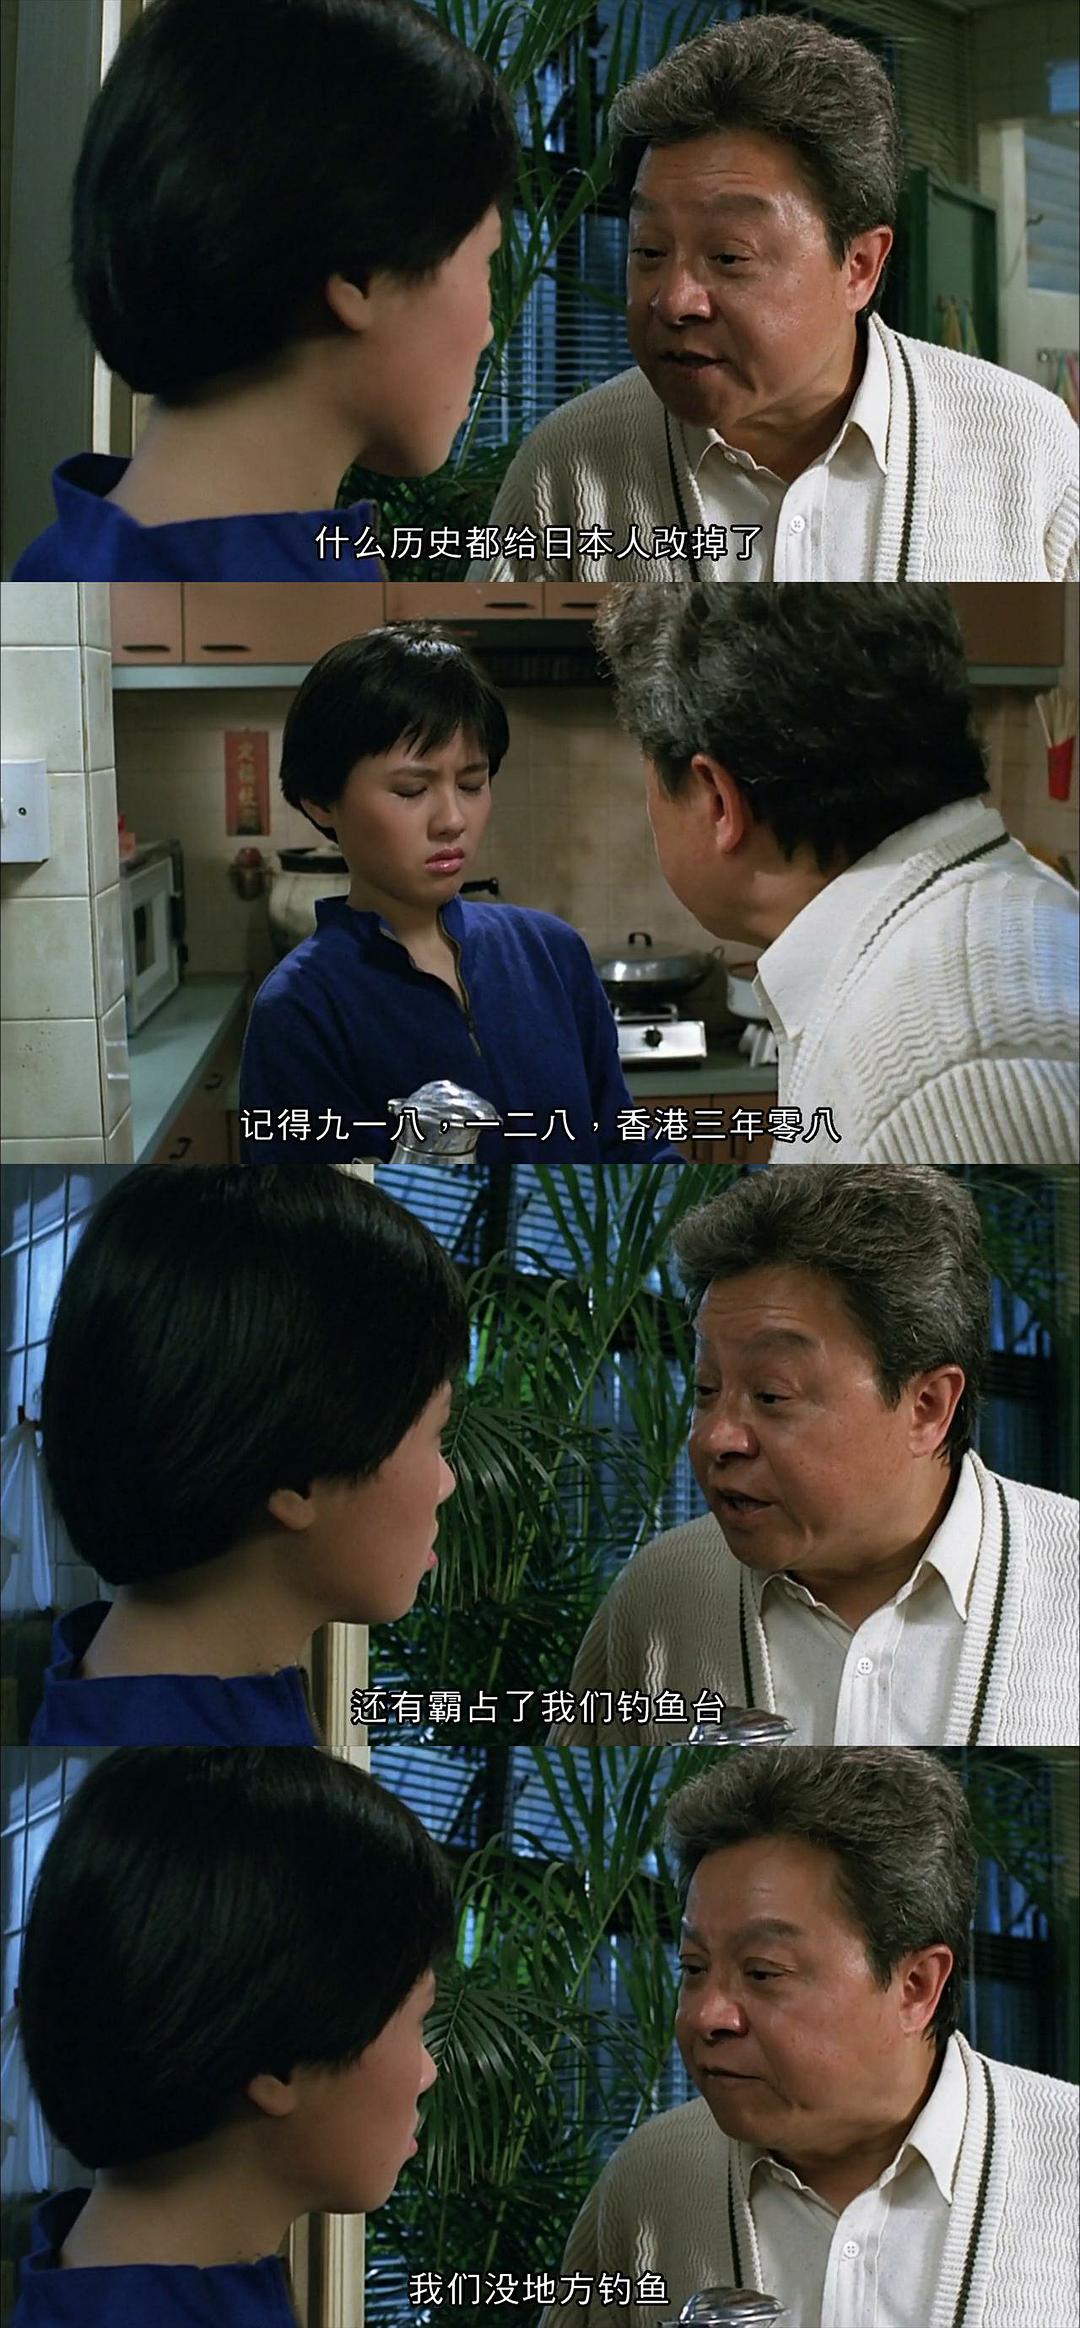 什么历史都给日本人改掉了
记得九一八，一二八，香港三年零八
还有霸占了我们钓鱼台
我们没地方钓鱼